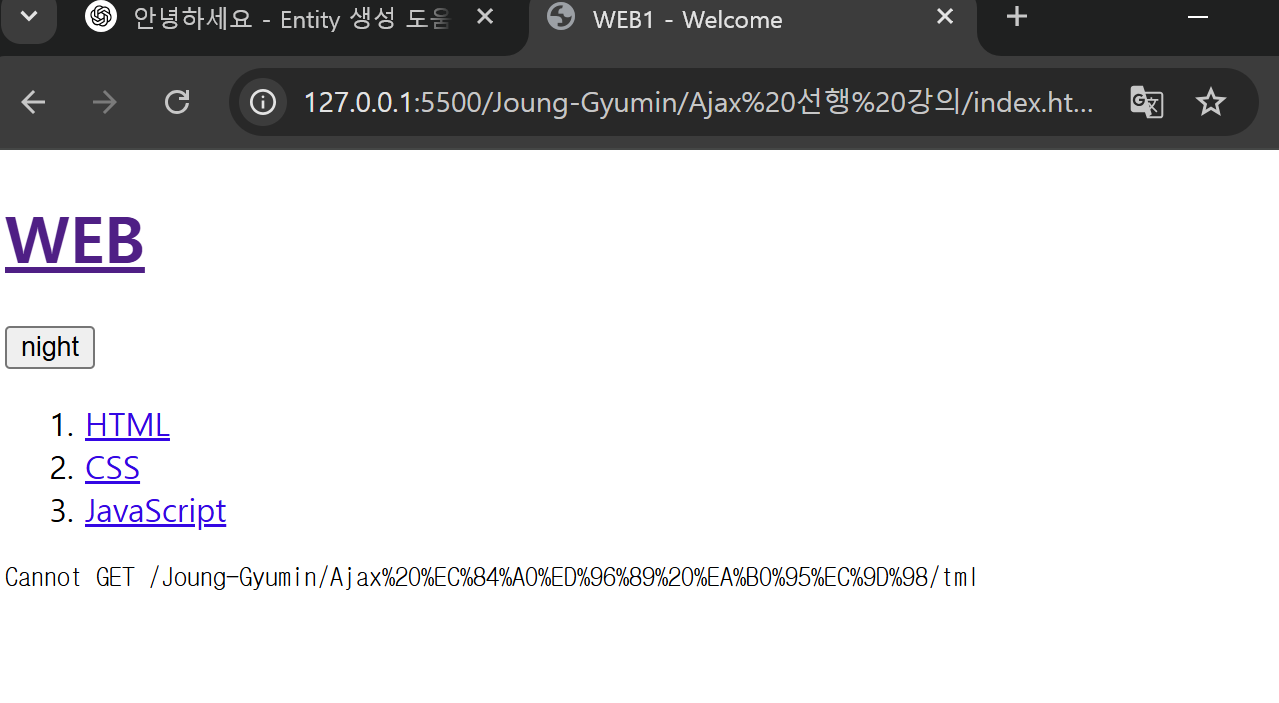 안녕하세요 - Entity 생성 도움
WEB1 - Welcome
127.0.0.1:5500/Joung-Gyumin/Ajax%20선행%20강의/index.ht...
WEB
night
1. HTML
2. CSS
3. JavaScript
Cannot GET /Joung-Gyumin/Ajax%20%EC%84%A0%ED%96%89%20%EA%B0%95%EC%9D%98/tml